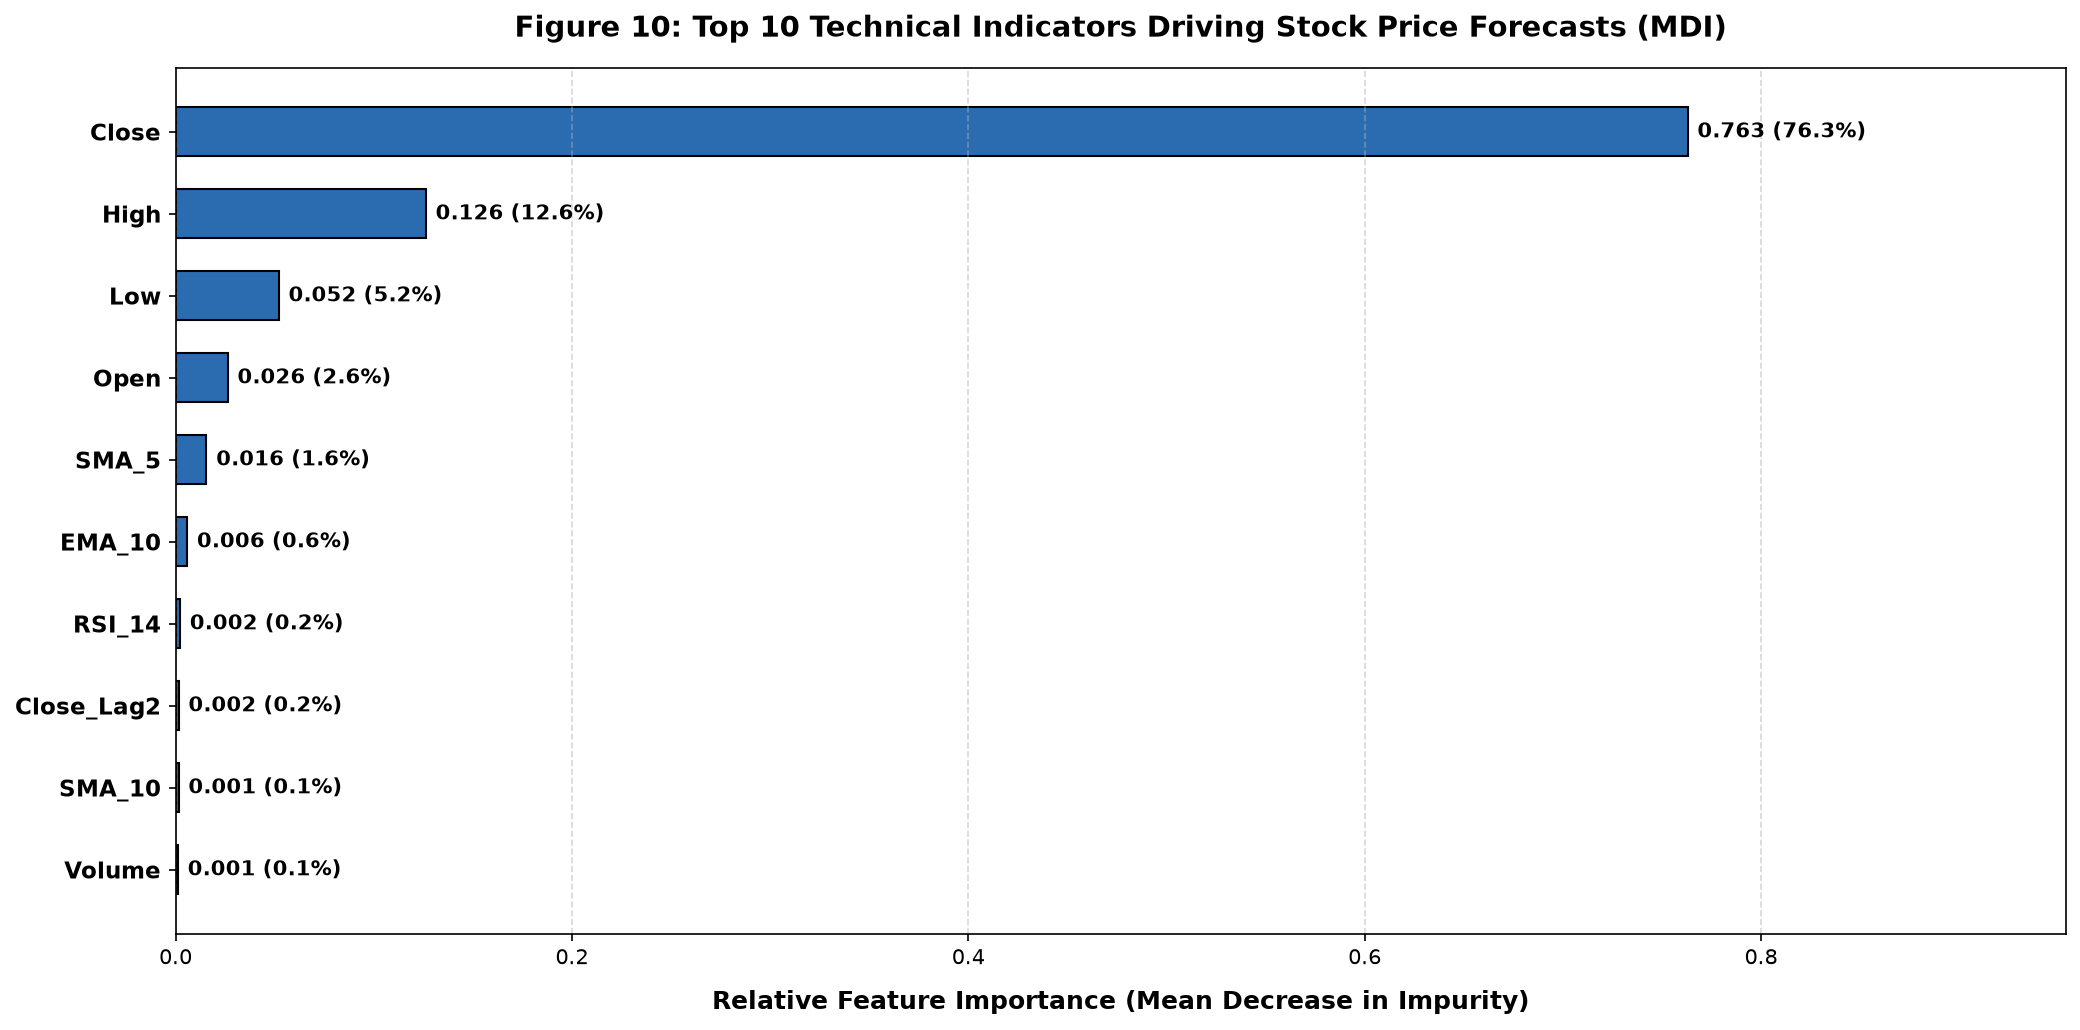 Figure 10: Top 10 Technical Indicators Driving Stock Price Forecasts (MDI)
Close 0.763 (76.3%)
High 0.126 (12.6%)
Low 0.052 (5.2%)
Open 0.026 (2.6%)
SMA_5 0.016 (1.6%)
EMA_10 0.006 (0.6%)
RSI_14 0.002 (0.2%)
Close_Lag2 0.002 (0.2%)
SMA_10 0.001 (0.1%)
Volume 0.001 (0.1%)
0.0 0.2 0.4 0.6 0.8
Relative Feature Importance (Mean Decrease in Impurity)